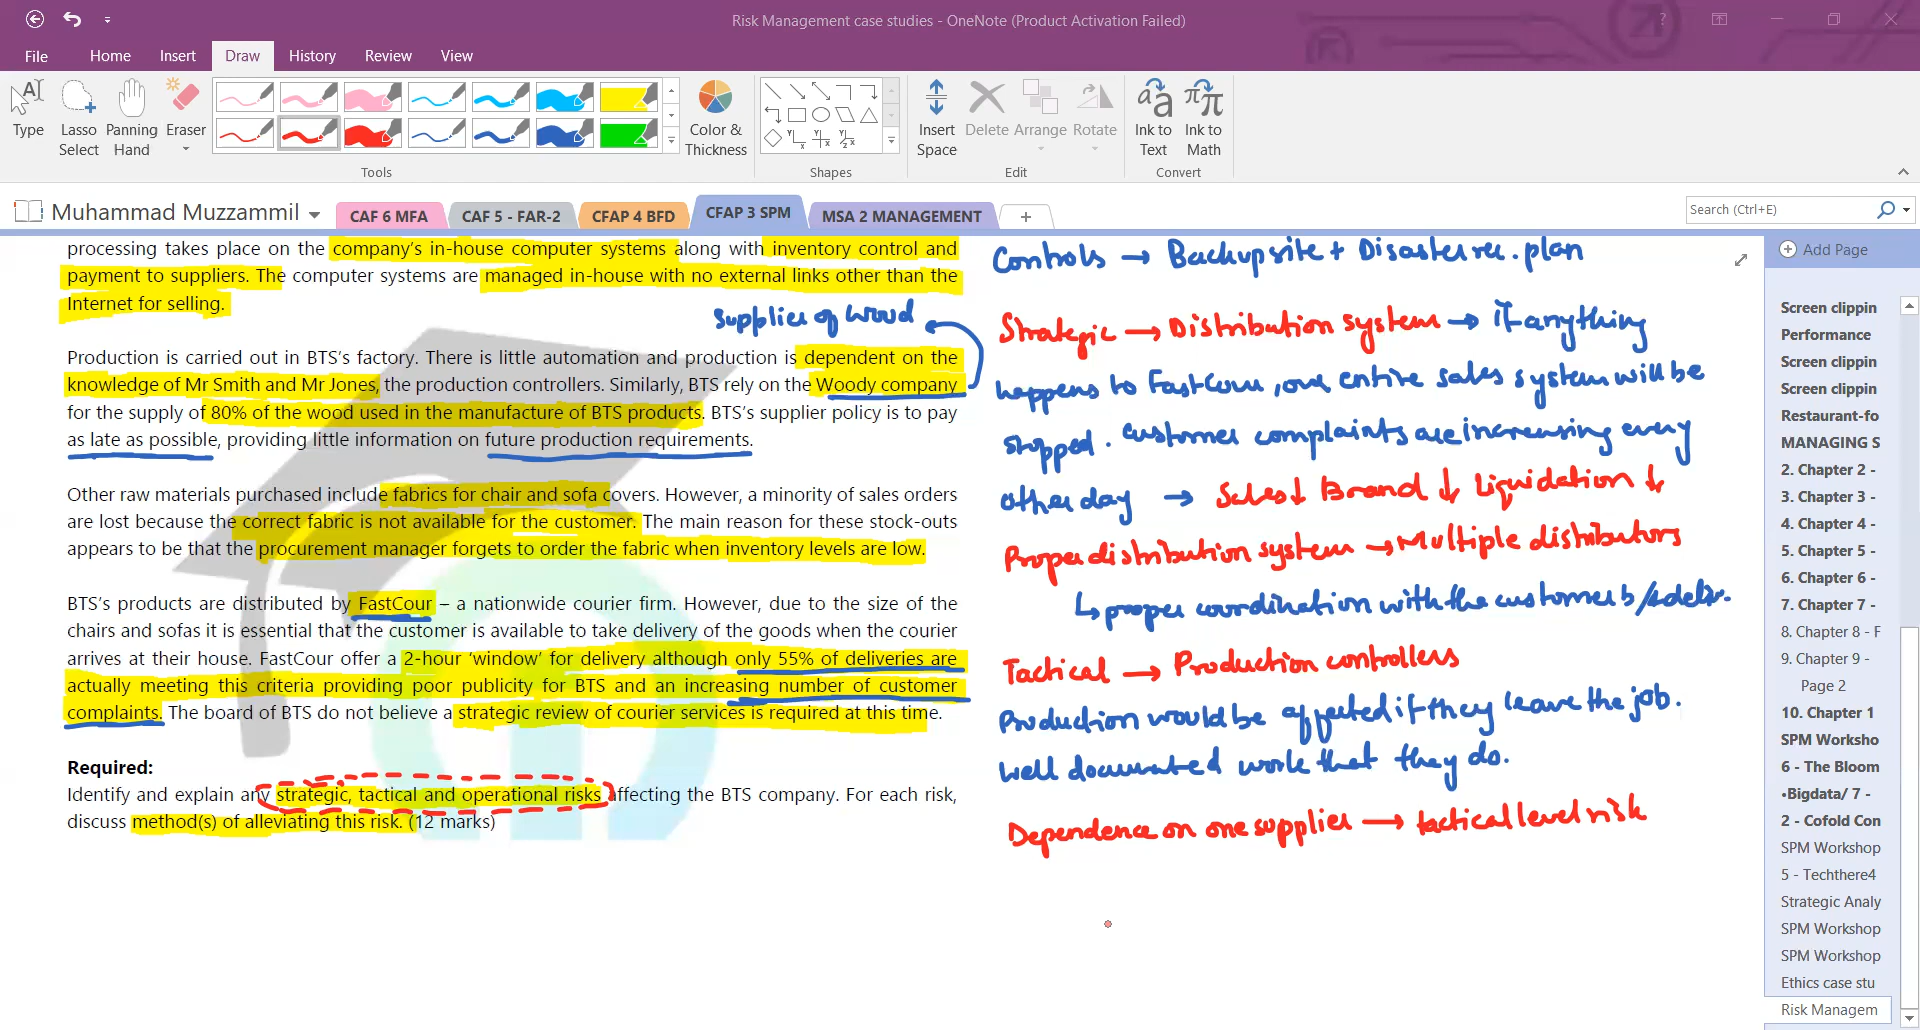 Risk Management case studies - OneNote (Product Activation Failed)
File Home Insert Draw History Review View
Type
Lasso Select
Panning Hand
Eraser
Color & Thickness
Insert Space
Delete
Arrange
Rotate
Ink to Text
Ink to Math
Tools
Shapes
Edit
Convert
Muhammad Muzzammil
CAF 6 MFA
CAF 5 - FAR-2
CFAP 4 BFD
CFAP 3 SPM
MSA 2 MANAGEMENT
Search (Ctrl+E)
processing takes place on the company's in-house computer systems along with inventory control and
payment to suppliers. The computer systems are managed in-house with no external links other than the
Internet for selling.
Supplies of wood
Production is carried out in BTS's factory. There is little automation and production is dependent on the
knowledge of Mr Smith and Mr Jones, the production controllers. Similarly, BTS rely on the Woody company
for the supply of 80% of the wood used in the manufacture of BTS products. BTS's supplier policy is to pay
as late as possible, providing little information on future production requirements.
Other raw materials purchased include fabrics for chair and sofa covers. However, a minority of sales orders
are lost because the correct fabric is not available for the customer. The main reason for these stock-outs
appears to be that the procurement manager forgets to order the fabric when inventory levels are low.
BTS's products are distributed by FastCour – a nationwide courier firm. However, due to the size of the
chairs and sofas it is essential that the customer is available to take delivery of the goods when the courier
arrives at their house. FastCour offer a 2-hour 'window' for delivery although only 55% of deliveries are
actually meeting this criteria providing poor publicity for BTS and an increasing number of customer
complaints. The board of BTS do not believe a strategic review of courier services is required at this time.
Required:
Identify and explain any strategic, tactical and operational risks affecting the BTS company. For each risk,
discuss method(s) of alleviating this risk. (12 marks)
Controls → Backup site + Disaster rec. plan
Strategic → Distribution system → if anything
happens to FastCour, our entire sales system will be
stopped. customer complaints are increasing every
other day → Sales↓ Brand ↓ Liquidation ↓
Proper distribution system → Multiple distributors
↳ proper coordination with the customer b/4 deliv.
Tactical → Production controllers
Production would be affected if they leave the job.
Well documented work that they do.
Dependence on one supplier → tactical level risk
Add Page
Screen clippin
Performance
Screen clippin
Screen clippin
Restaurant-fo
MANAGING S
2. Chapter 2 -
3. Chapter 3 -
4. Chapter 4 -
5. Chapter 5 -
6. Chapter 6 -
7. Chapter 7 -
8. Chapter 8 - F
9. Chapter 9 -
Page 2
10. Chapter 1
SPM Worksho
6 - The Bloom
•Bigdata/ 7 -
2 - Cofold Con
SPM Workshop
5 - Techthere4
Strategic Analy
SPM Workshop
SPM Workshop
Ethics case stu
Risk Managem